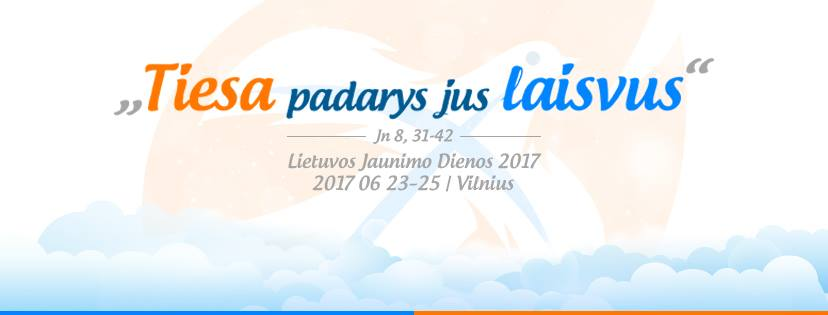 „Tiesa padarys jus laisvus“
Jn 8, 31-42
Lietuvos Jaunimo Dienos 2017
2017 06 23-25 | Vilnius